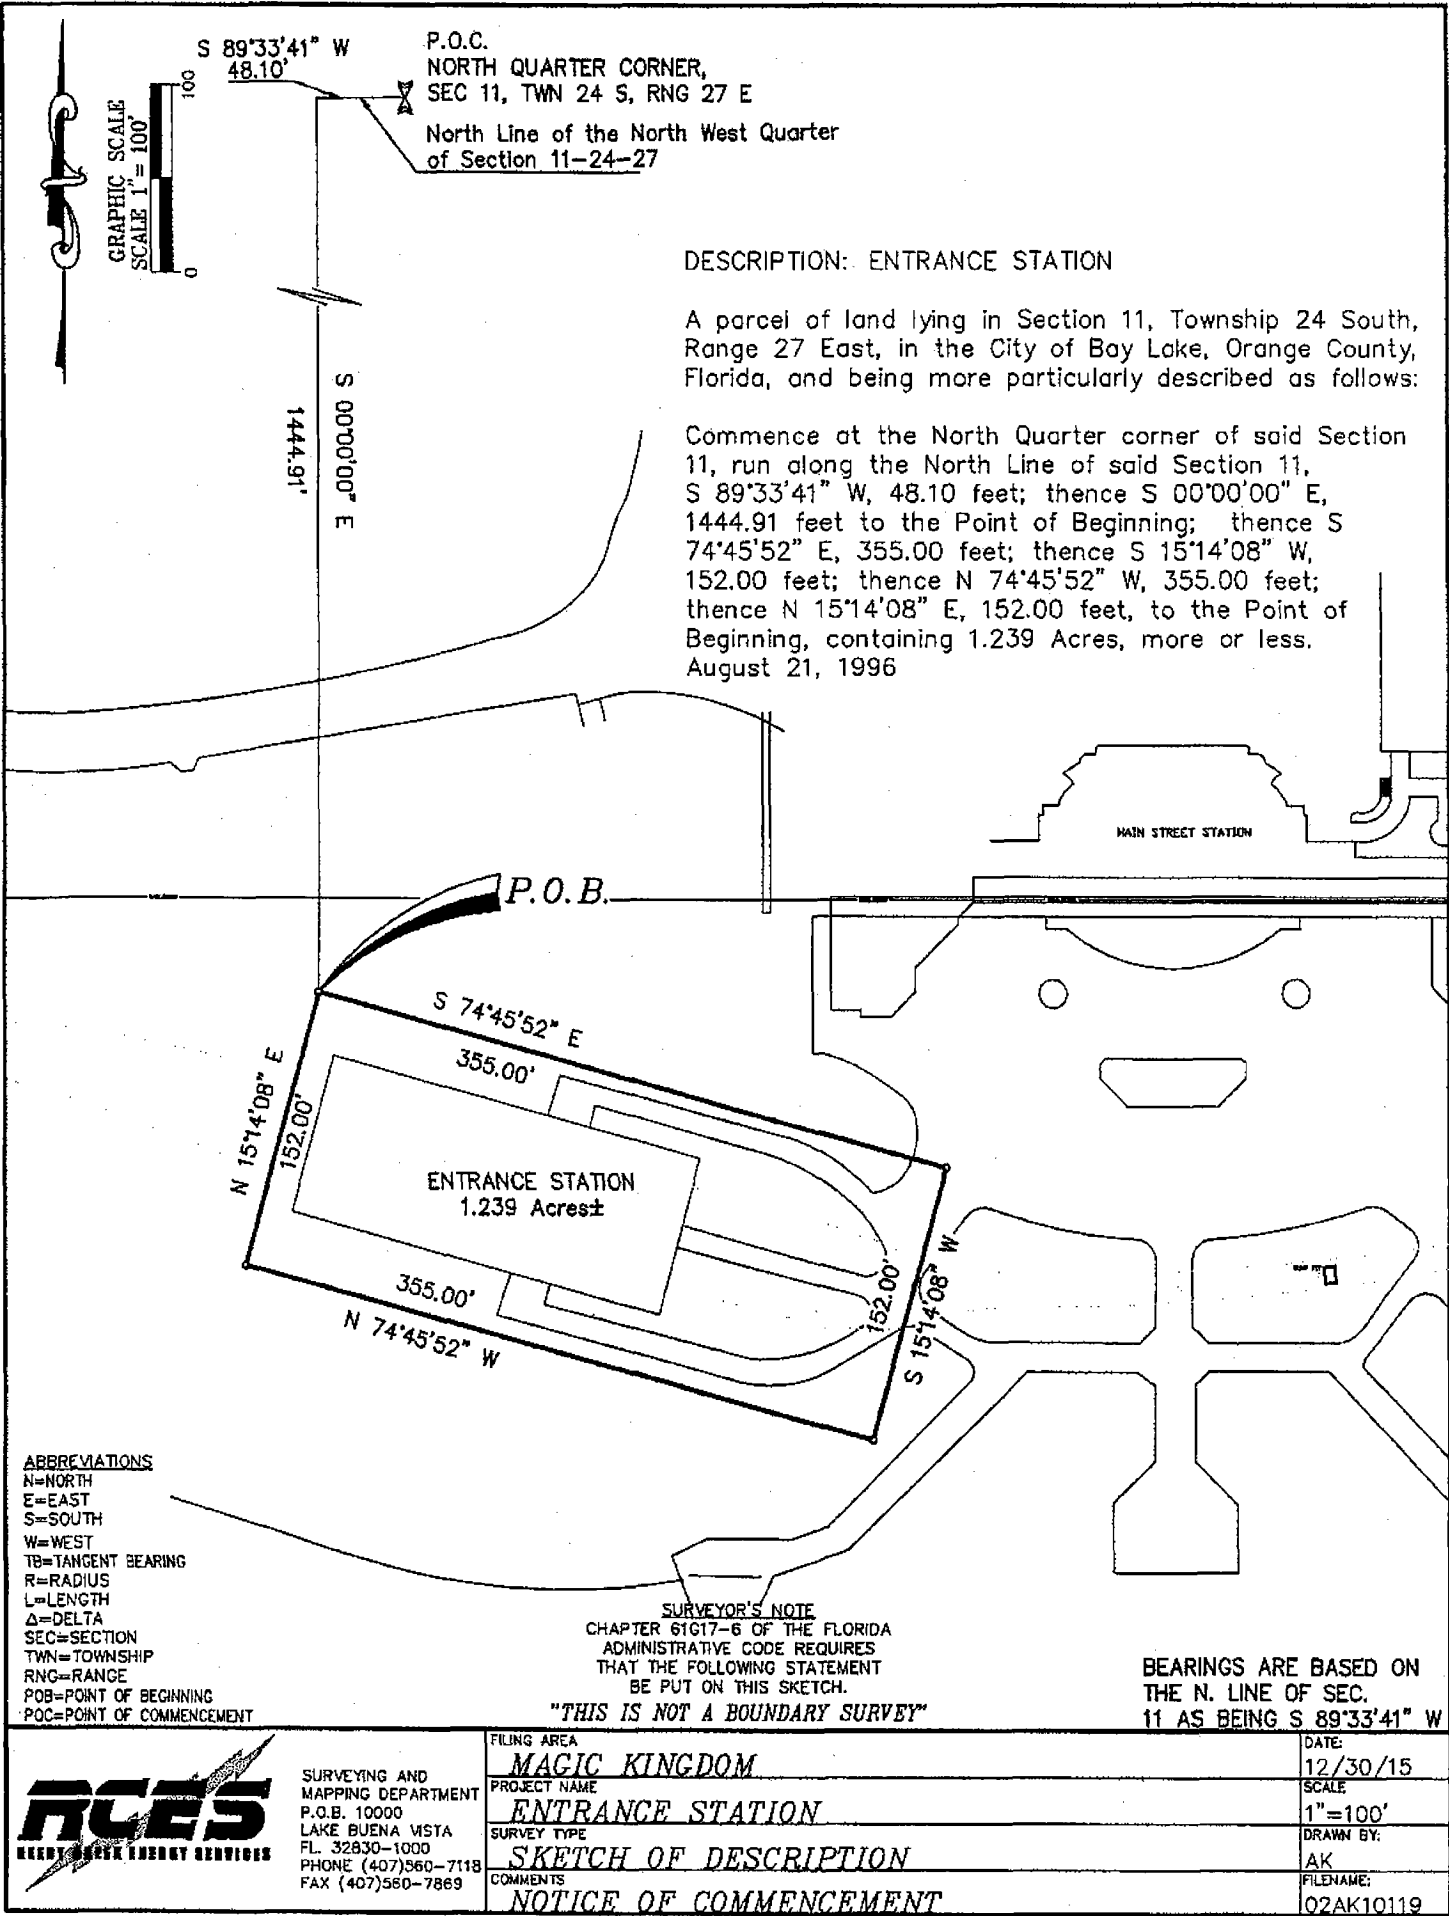 S 89°33'41" W
48.10'
P.O.C.
NORTH QUARTER CORNER,
SEC 11, TWN 24 S, RNG 27 E
North Line of the North West Quarter
of Section 11-24-27
GRAPHIC SCALE
SCALE 1" = 100'
100
0
S 00°00'00" E
1444.91'
DESCRIPTION: ENTRANCE STATION
A parcel of land lying in Section 11, Township 24 South,
Range 27 East, in the City of Bay Lake, Orange County,
Florida, and being more particularly described as follows:
Commence at the North Quarter corner of said Section
11, run along the North Line of said Section 11,
S 89°33'41" W, 48.10 feet; thence S 00°00'00" E,
1444.91 feet to the Point of Beginning; thence S
74°45'52" E, 355.00 feet; thence S 15°14'08" W,
152.00 feet; thence N 74°45'52" W, 355.00 feet;
thence N 15°14'08" E, 152.00 feet, to the Point of
Beginning, containing 1.239 Acres, more or less.
August 21, 1996
MAIN STREET STATION
P.O.B.
S 74°45'52" E
355.00'
N 15°14'08" E
152.00'
ENTRANCE STATION
1.239 Acres±
355.00'
N 74°45'52" W
152.00'
S 15°14'08" W
ABBREVIATIONS
N=NORTH
E=EAST
S=SOUTH
W=WEST
TB=TANGENT BEARING
R=RADIUS
L=LENGTH
Δ=DELTA
SEC=SECTION
TWN=TOWNSHIP
RNG=RANGE
POB=POINT OF BEGINNING
POC=POINT OF COMMENCEMENT
SURVEYOR'S NOTE
CHAPTER 61G17-6 OF THE FLORIDA
ADMINISTRATIVE CODE REQUIRES
THAT THE FOLLOWING STATEMENT
BE PUT ON THIS SKETCH.
"THIS IS NOT A BOUNDARY SURVEY"
BEARINGS ARE BASED ON
THE N. LINE OF SEC.
11 AS BEING S 89°33'41" W
RCES
REEDY CREEK ENERGY SERVICES
SURVEYING AND
MAPPING DEPARTMENT
P.O.B. 10000
LAKE BUENA VISTA
FL. 32830-1000
PHONE (407)560-7118
FAX (407)560-7869
FILING AREA
MAGIC KINGDOM
PROJECT NAME
ENTRANCE STATION
SURVEY TYPE
SKETCH OF DESCRIPTION
COMMENTS
NOTICE OF COMMENCEMENT
DATE:
12/30/15
SCALE
1"=100'
DRAWN BY:
AK
FILENAME:
02AK10119